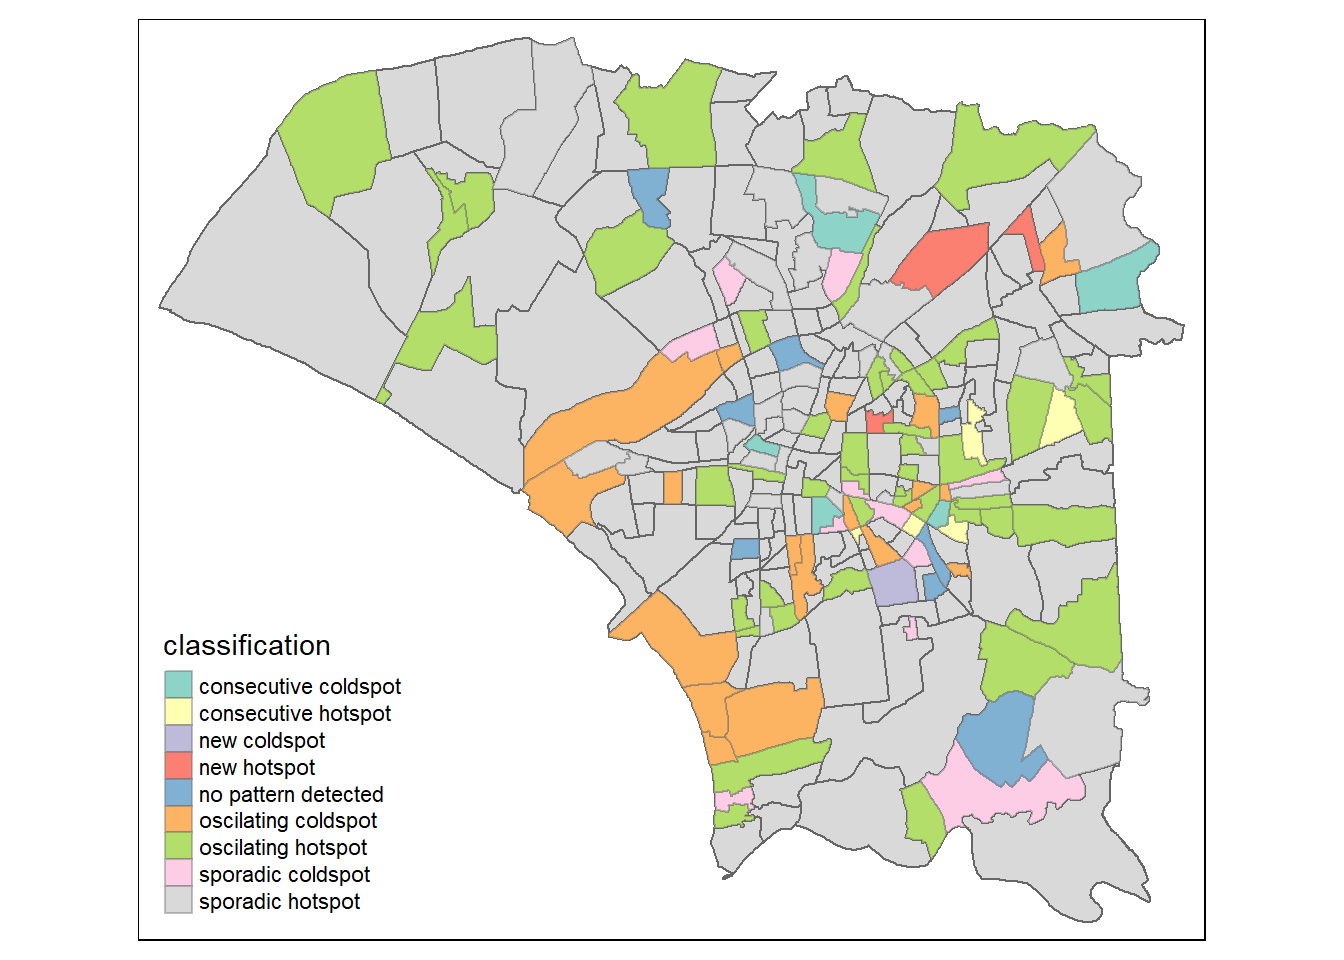 classification
consecutive coldspot
consecutive hotspot
new coldspot
new hotspot
no pattern detected
oscilating coldspot
oscilating hotspot
sporadic coldspot
sporadic hotspot